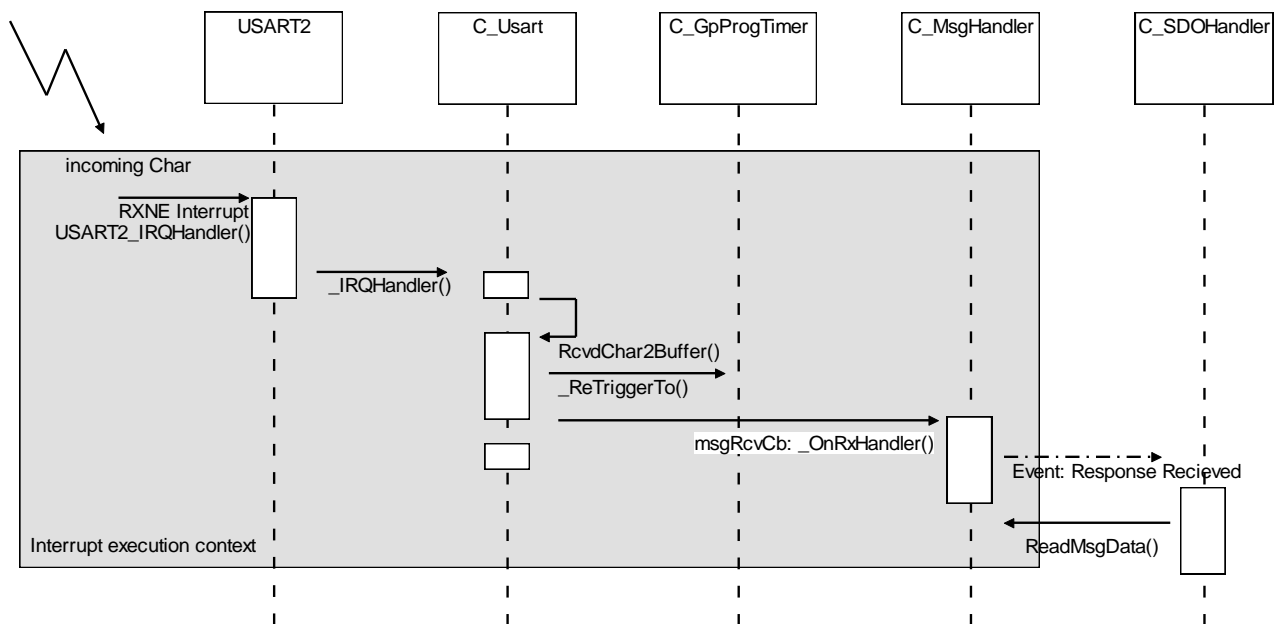 USART2
C_Usart
C_GpProgTimer
C_MsgHandler
C_SDOHandler
incoming Char
RXNE Interrupt
USART2_IRQHandler()
_IRQHandler()
RcvdChar2Buffer()
_ReTriggerTo()
msgRcvCb: _OnRxHandler()
Event: Response Recieved
ReadMsgData()
Interrupt execution context